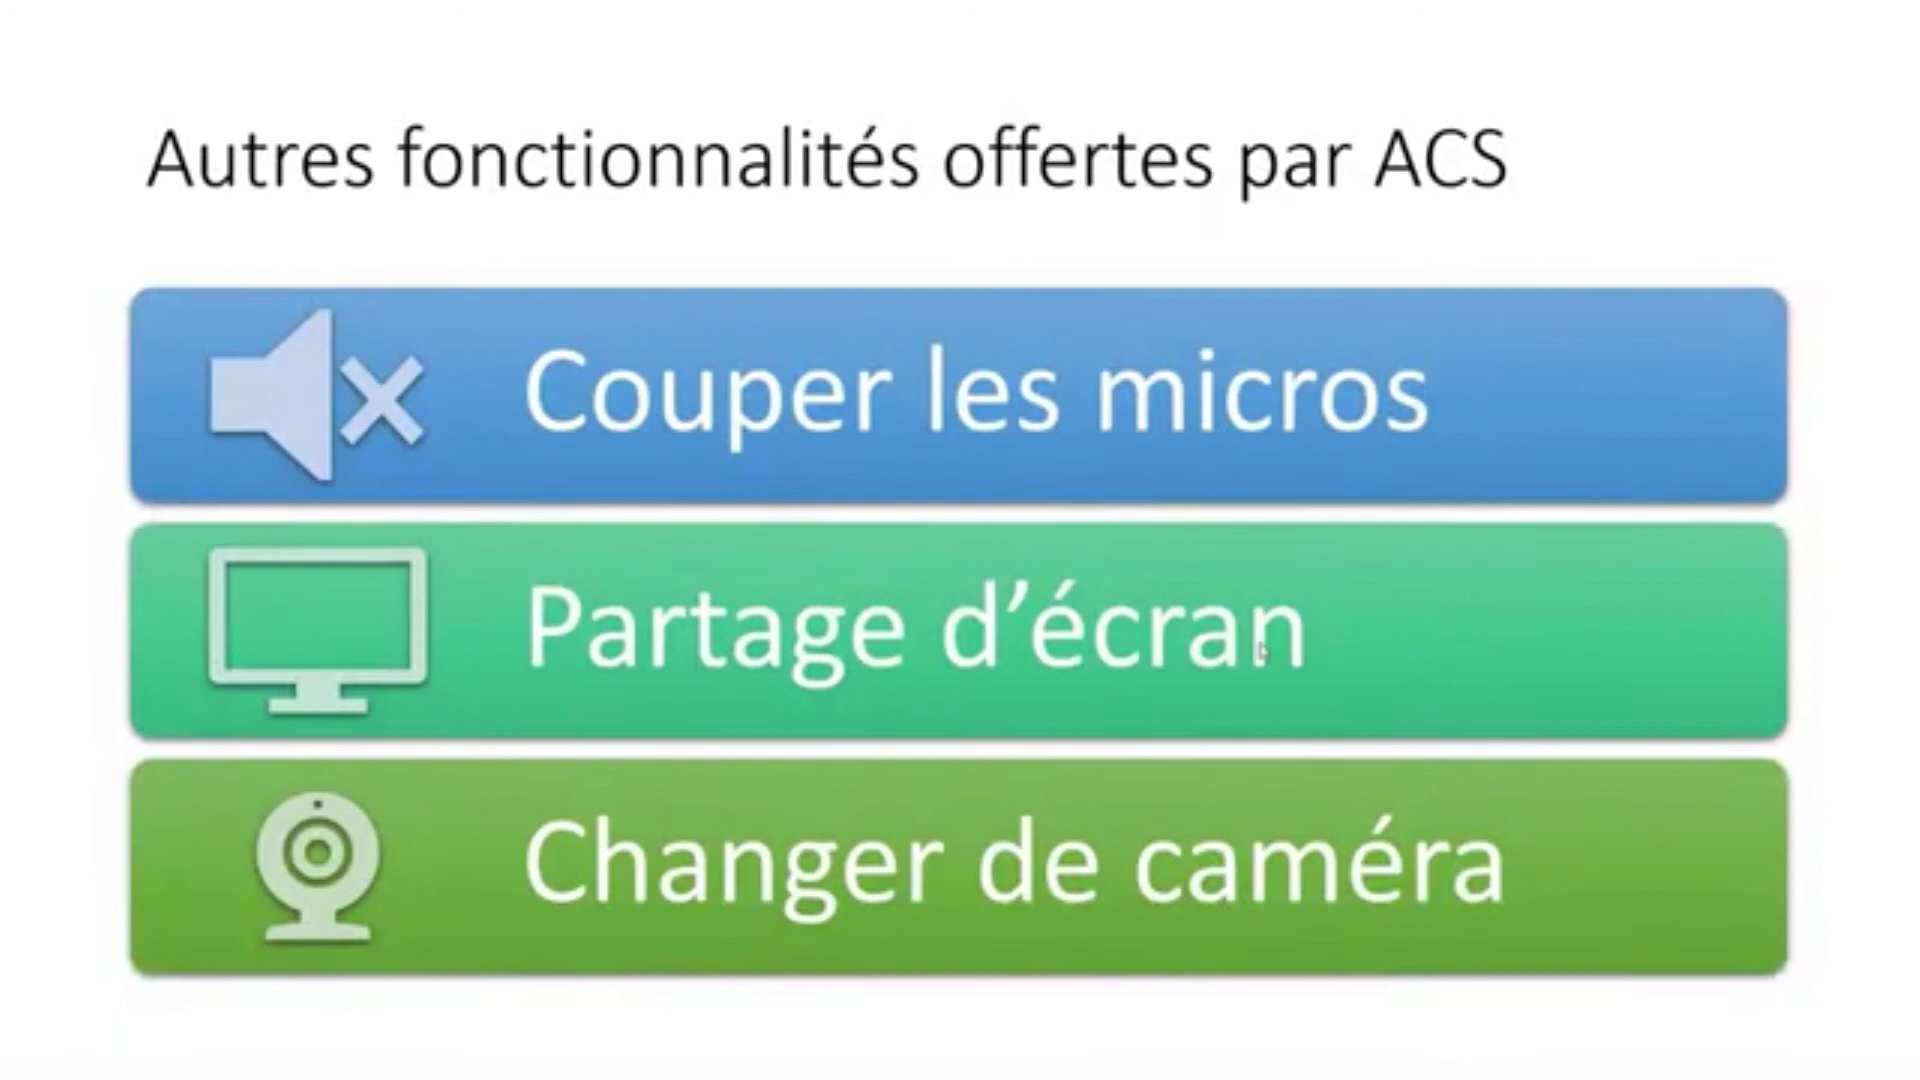 Autres fonctionnalités offertes par ACS
Couper les micros
Partage d’écran
Changer de caméra